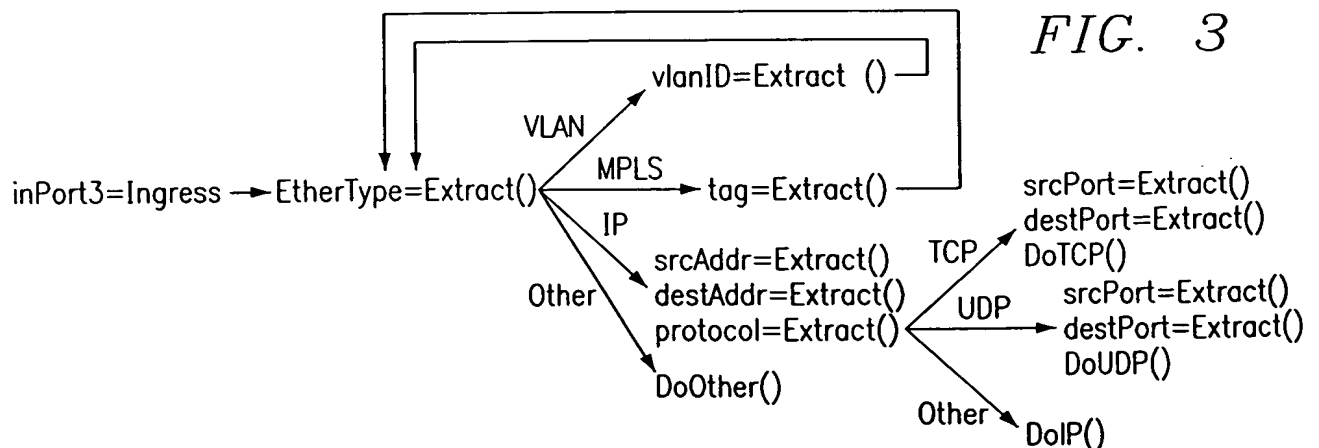 FIG. 3
vlanID=Extract ()
VLAN
MPLS
inPort3=Ingress
EtherType=Extract()
tag=Extract()
IP
srcAddr=Extract()
destAddr=Extract()
protocol=Extract()
Other
DoOther()
TCP
srcPort=Extract()
destPort=Extract()
DoTCP()
UDP
srcPort=Extract()
destPort=Extract()
DoUDP()
Other
DoIP()